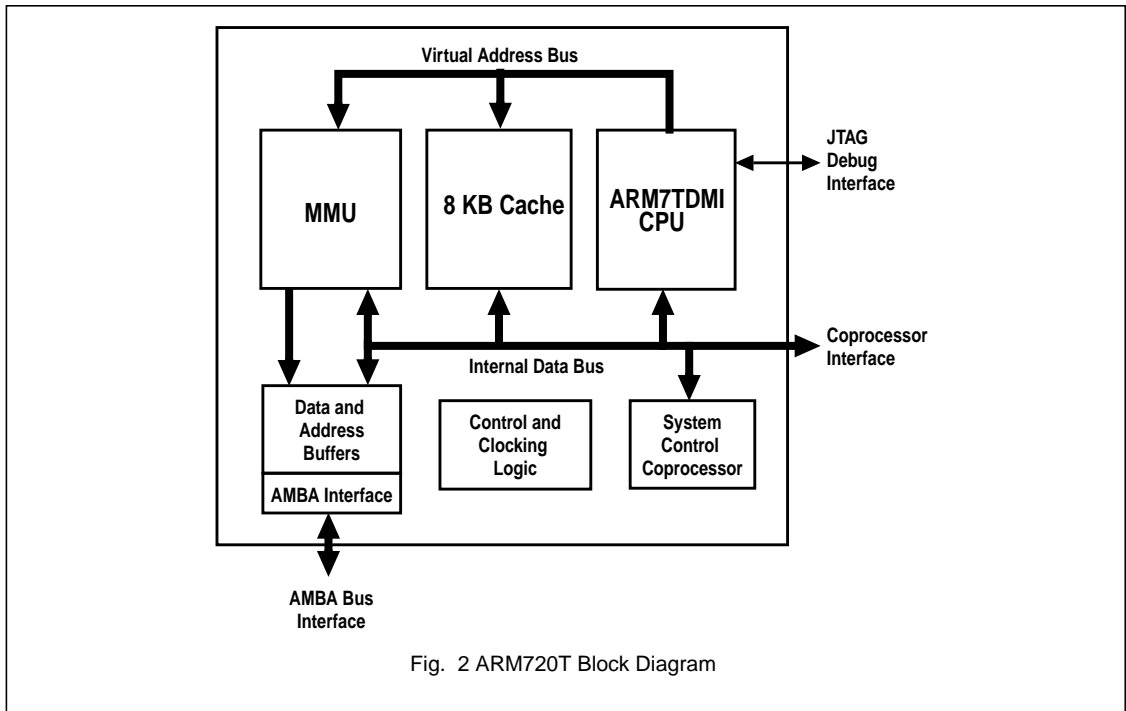 Virtual Address Bus
MMU
8 KB Cache
ARM7TDMI
CPU
JTAG
Debug
Interface
Internal Data Bus
Coprocessor
Interface
Data and
Address
Buffers
AMBA Interface
Control and
Clocking
Logic
System
Control
Coprocessor
AMBA Bus
Interface
Fig. 2 ARM720T Block Diagram